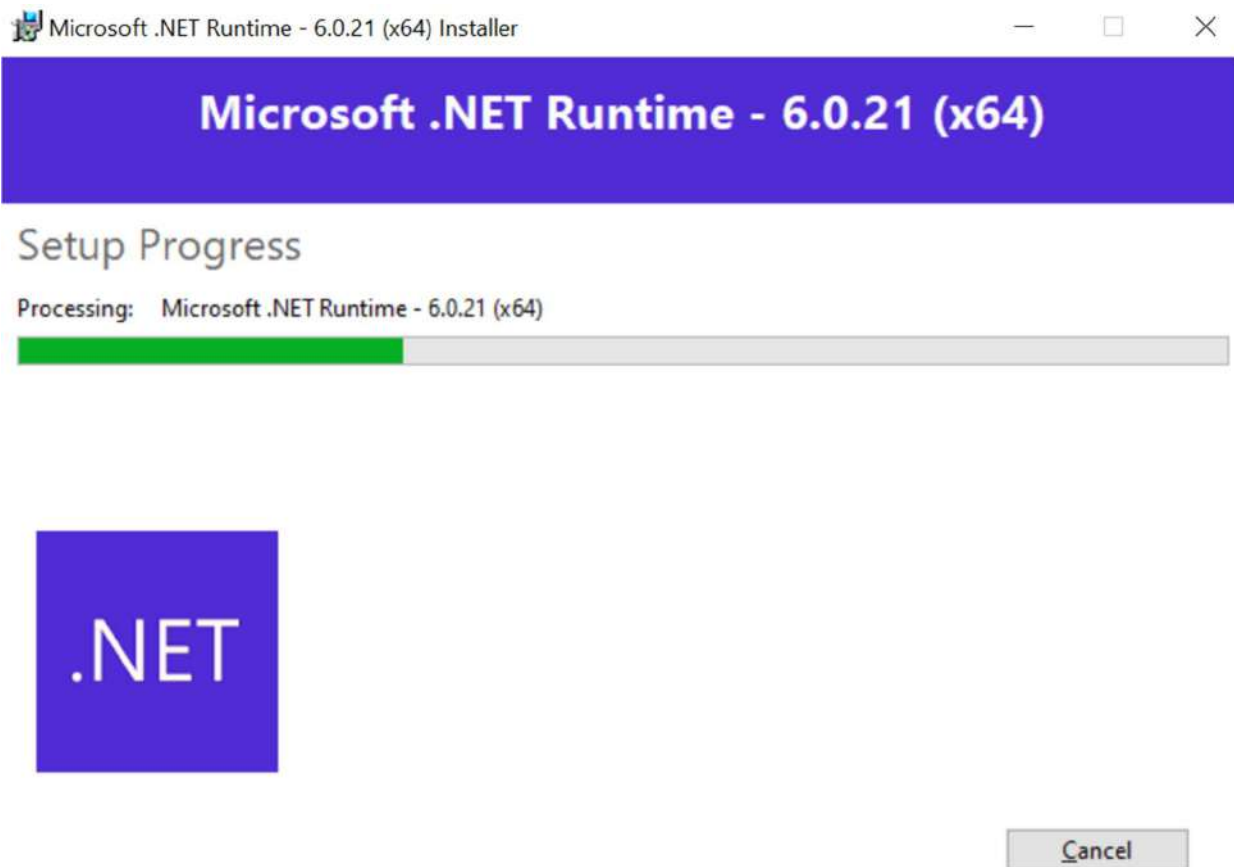 Microsoft .NET Runtime - 6.0.21 (x64) Installer
Microsoft .NET Runtime - 6.0.21 (x64)
Setup Progress
Processing: Microsoft .NET Runtime - 6.0.21 (x64)
.NET
Cancel